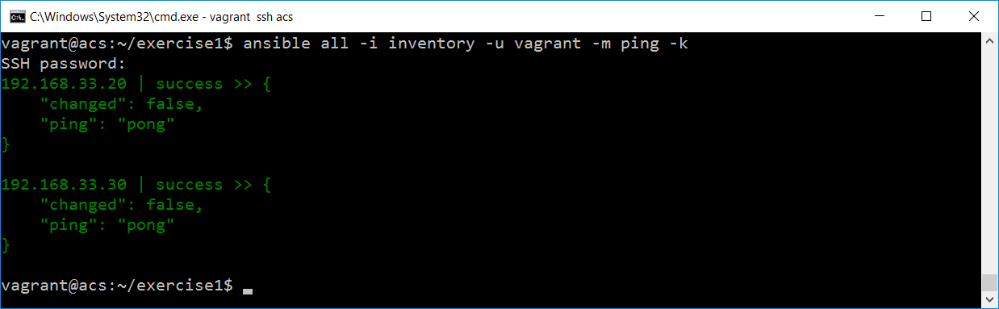 C:\Windows\System32\cmd.exe - vagrant  ssh acs
vagrant@acs:~/exercise1$ ansible all -i inventory -u vagrant -m ping -k
SSH password:
192.168.33.20 | success >> {
    "changed": false,
    "ping": "pong"
}

192.168.33.30 | success >> {
    "changed": false,
    "ping": "pong"
}

vagrant@acs:~/exercise1$